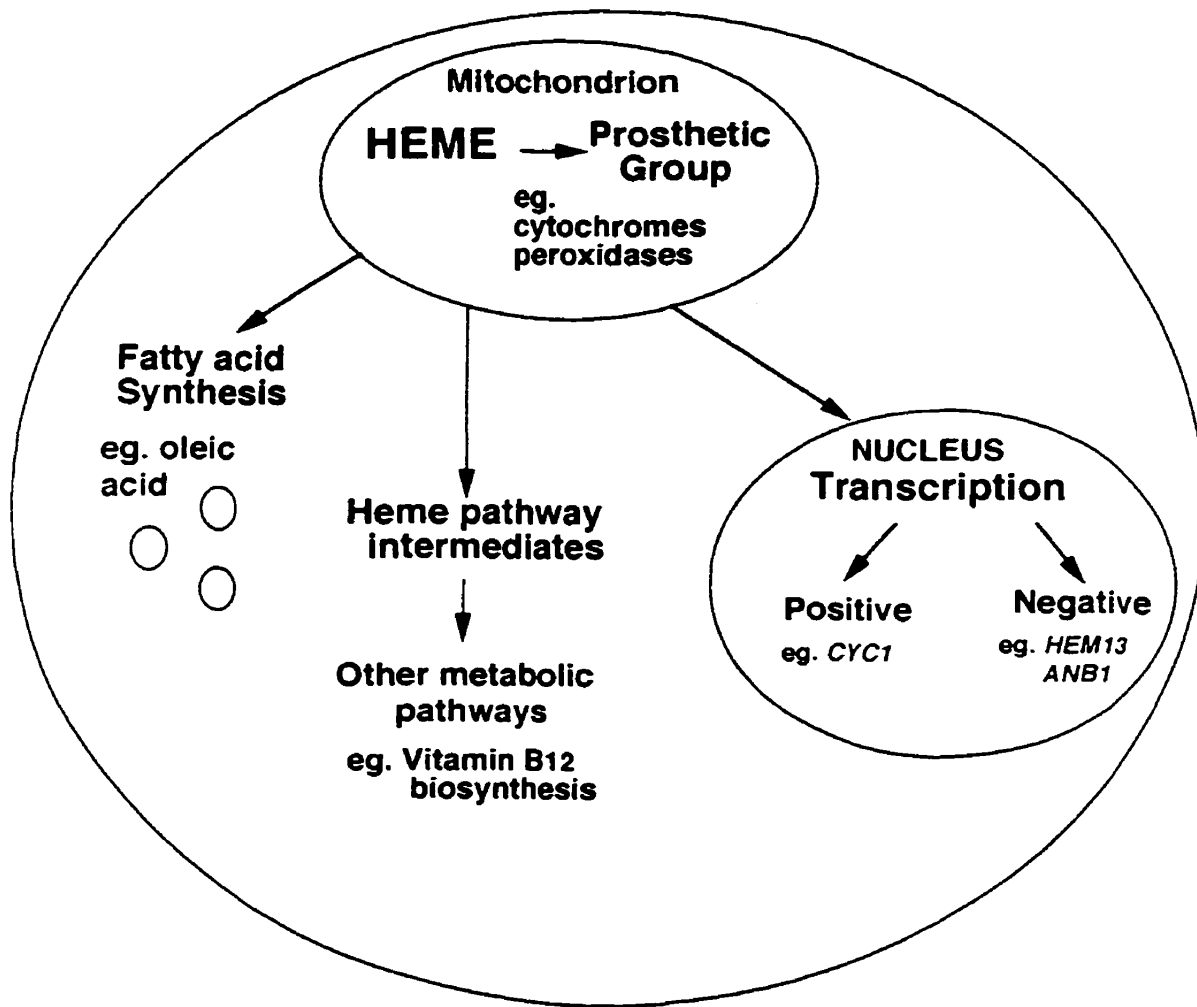 Mitochondrion
HEME
Prosthetic
Group
eg.
cytochromes
peroxidases
Fatty acid
Synthesis
eg. oleic
acid
Heme pathway
intermediates
Other metabolic
pathways
eg. Vitamin B12
biosynthesis
NUCLEUS
Transcription
Positive
eg. CYC1
Negative
eg. HEM13
ANB1